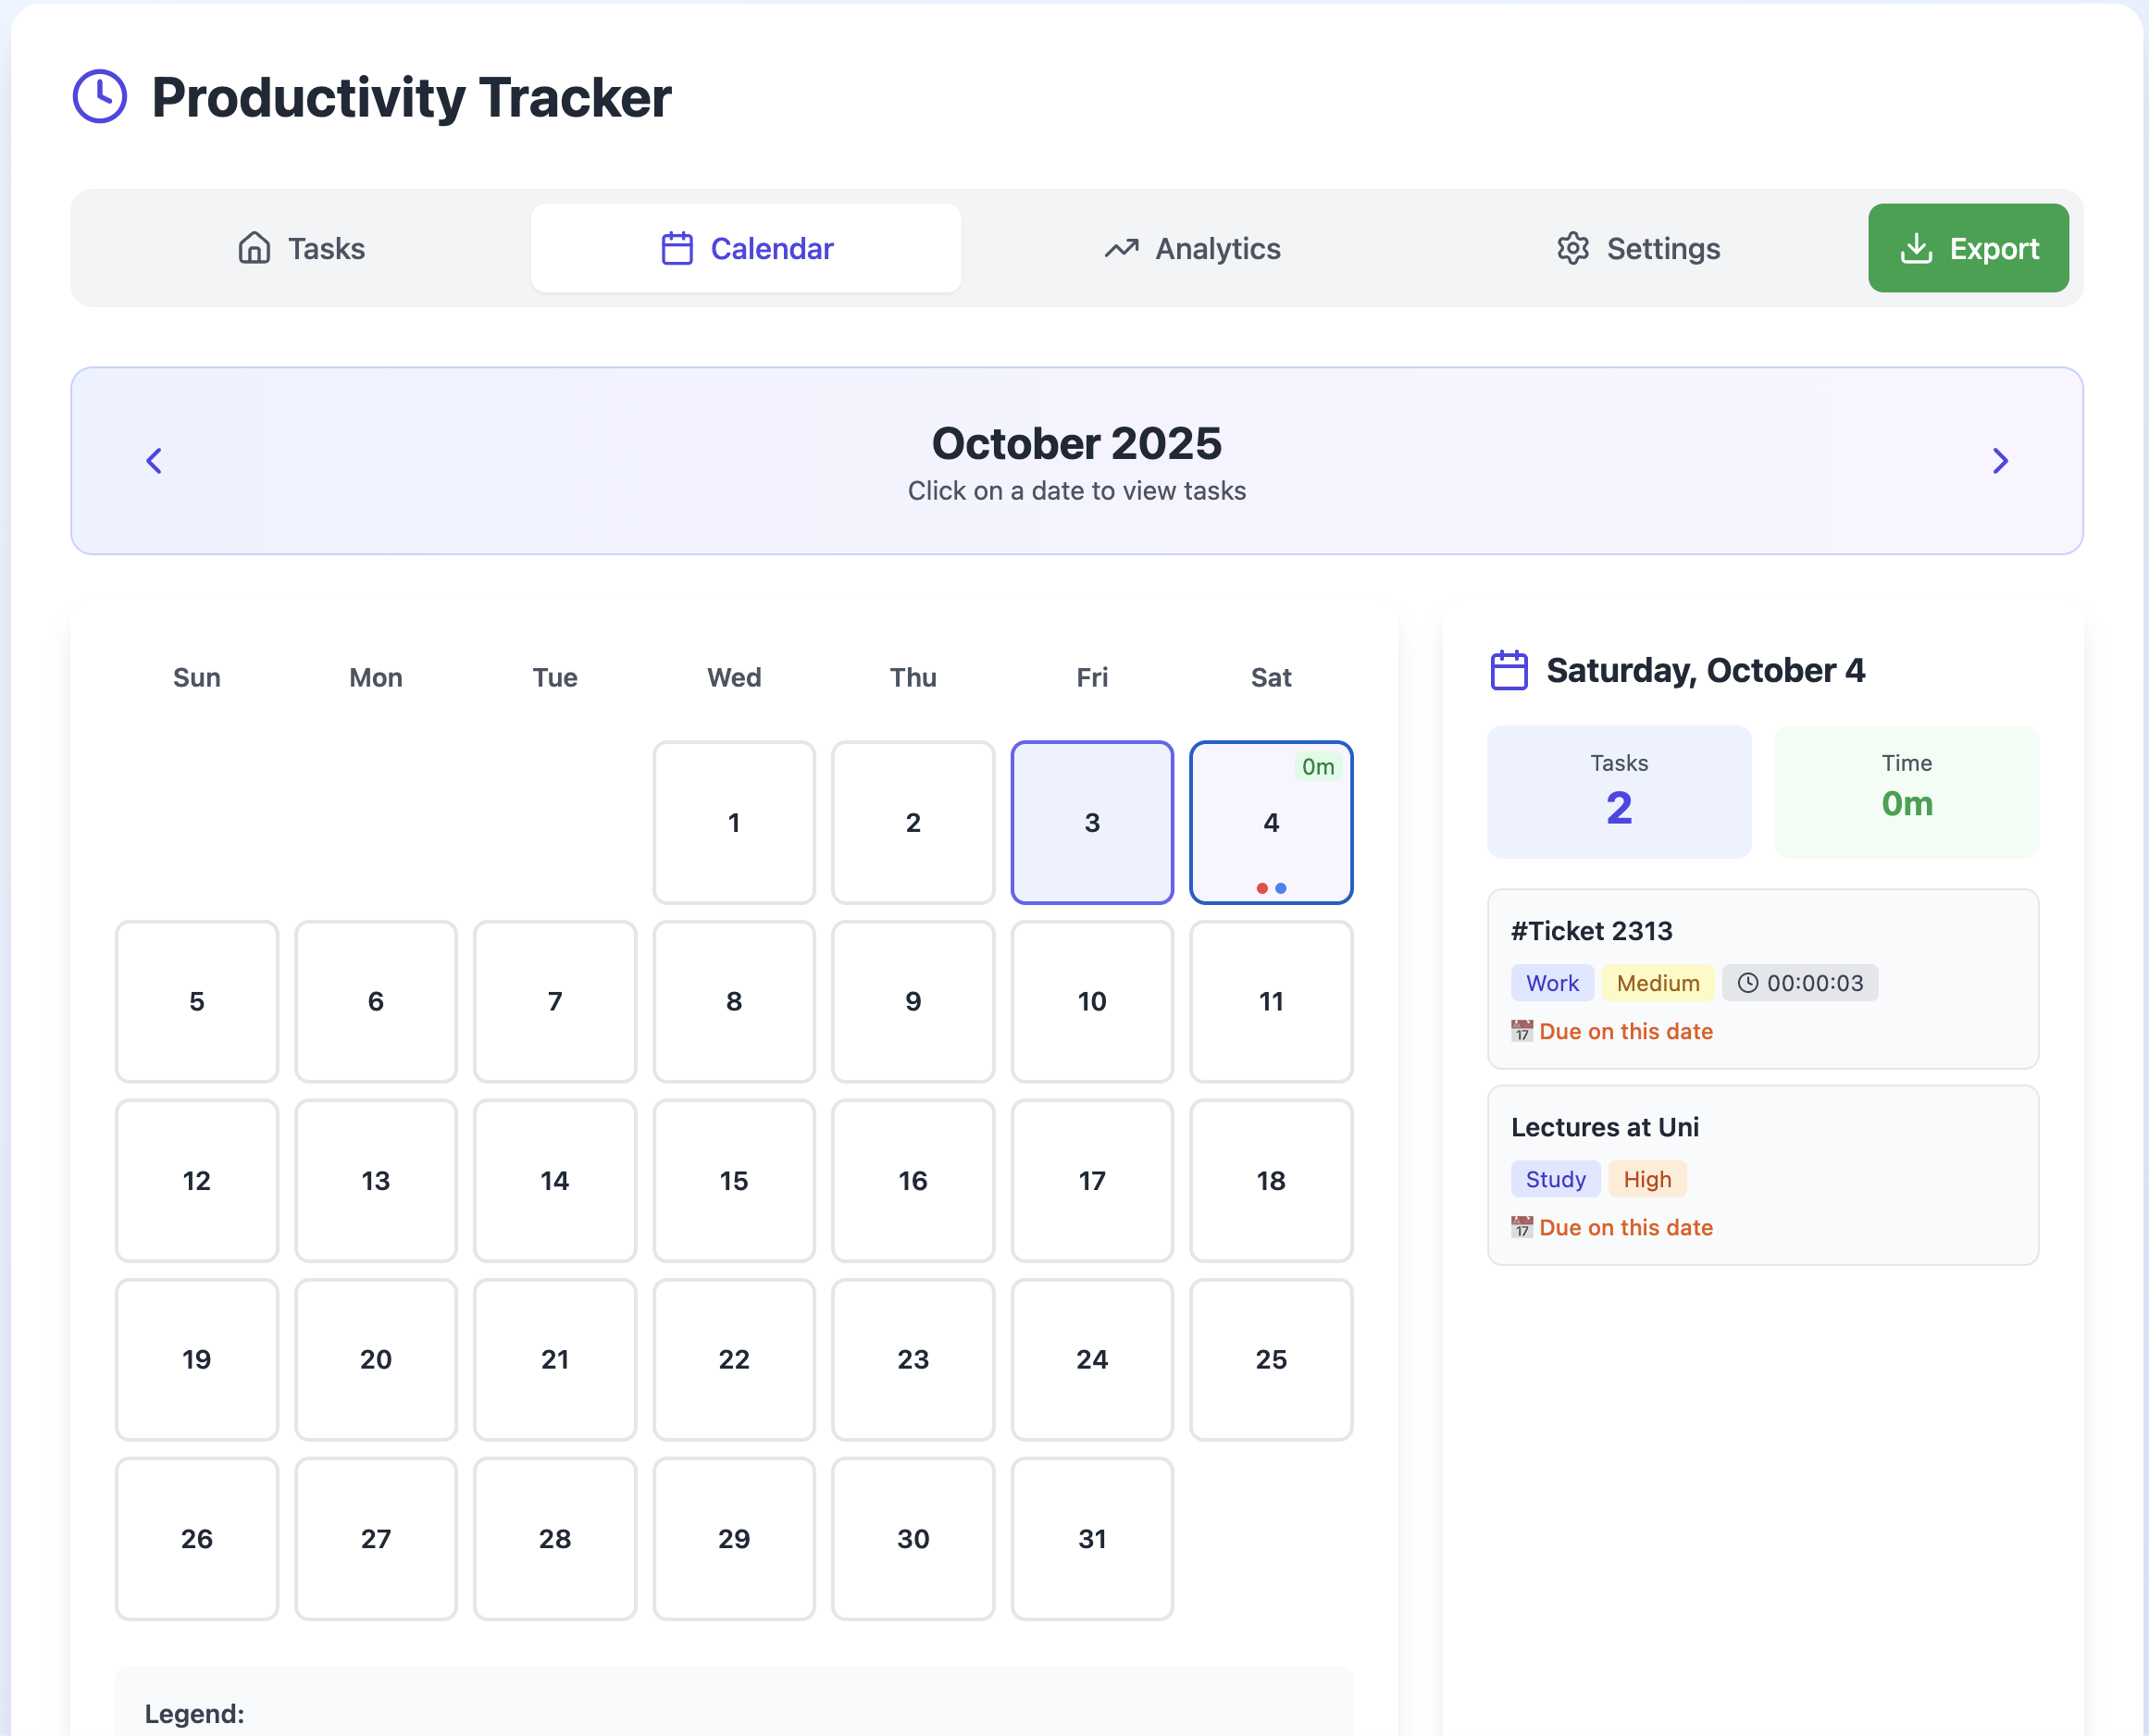 Productivity Tracker
Tasks
Calendar
Analytics
Settings
Export
October 2025
Click on a date to view tasks
Sun Mon Tue Wed Thu Fri Sat
1 2 3 4 0m
5 6 7 8 9 10 11
12 13 14 15 16 17 18
19 20 21 22 23 24 25
26 27 28 29 30 31
Legend:
Saturday, October 4
Tasks
2
Time
0m
#Ticket 2313
Work Medium 00:00:03
17 Due on this date
Lectures at Uni
Study High
17 Due on this date